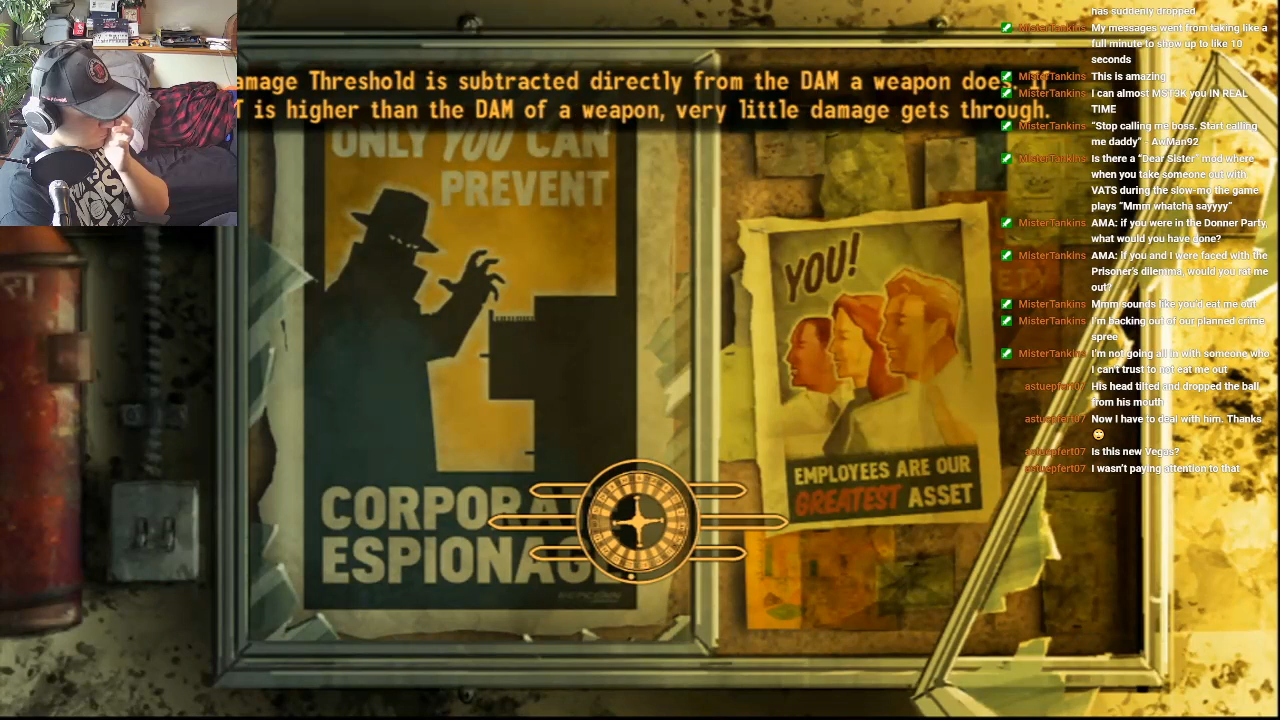 amage Threshold is subtracted directly from the DAM a weapon does. If
T is higher than the DAM of a weapon, very little damage gets through.
ONLY YOU CAN
PREVENT
CORPORA
ESPIONAGE
YOU!
EMPLOYEES ARE OUR
GREATEST ASSET
has suddenly dropped
MisterTankins My messages went from taking like a
full minute to show up to like 10
seconds
MisterTankins This is amazing
MisterTankins I can almost MST3K you IN REAL
TIME
MisterTankins "Stop calling me boss. Start calling
me daddy" - AwMan92
MisterTankins Is there a "Dear Sister" mod where
when you take someone out with
VATS during the slow-mo the game
plays "Mmm whatcha sayyyy"
MisterTankins AMA: if you were in the Donner Party,
what would you have done?
MisterTankins AMA: if you and I were faced with the
Prisoner's dilemma, would you rat me
out?
MisterTankins Mmm sounds like you'd eat me out
MisterTankins I'm backing out of our planned crime
spree
MisterTankins I'm not going all in with someone who
I can't trust to not eat me out
astuepfert07 His head tilted and dropped the ball
from his mouth
astuepfert07 Now I have to deal with him. Thanks
🙄
astuepfert07 Is this new Vegas?
astuepfert07 I wasn't paying attention to that